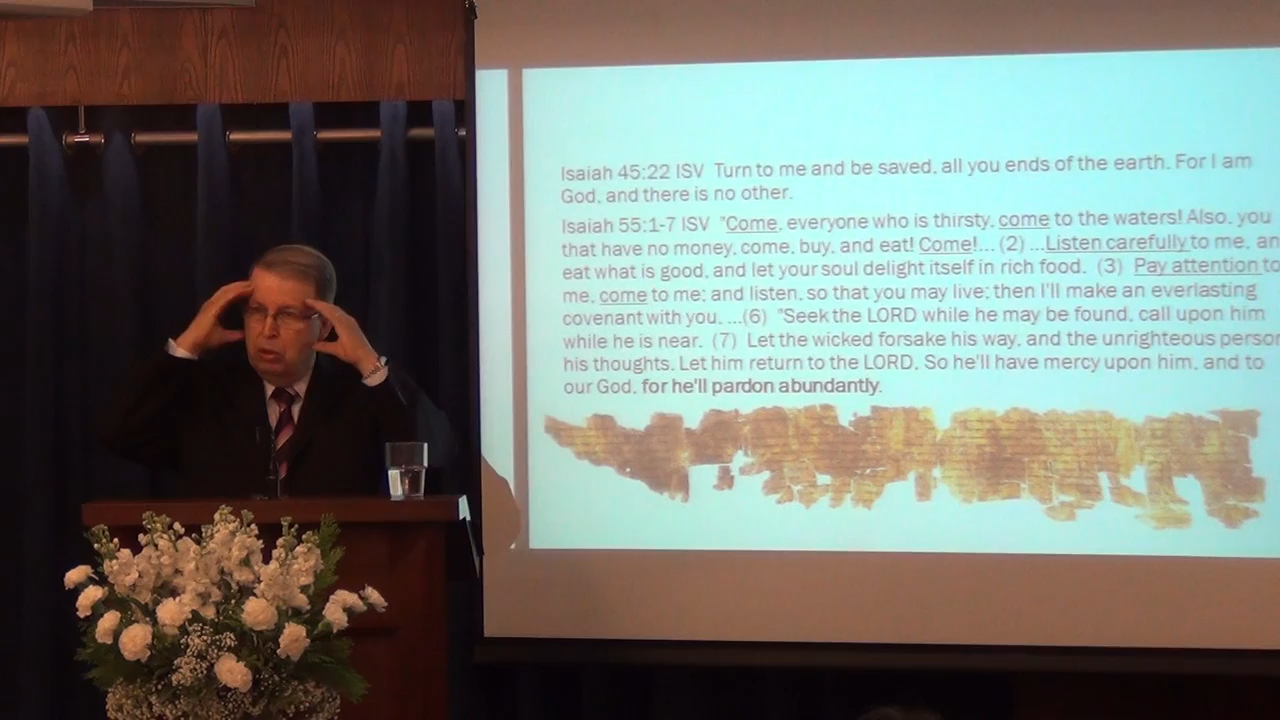 Isaiah 45:22 ISV Turn to me and be saved, all you ends of the earth. For I am
God, and there is no other.
Isaiah 55:1-7 ISV "Come, everyone who is thirsty, come to the waters! Also, you
that have no money, come, buy, and eat! Come!... (2) ...Listen carefully to me, an
eat what is good, and let your soul delight itself in rich food. (3) Pay attention to
me, come to me; and listen, so that you may live; then I'll make an everlasting
covenant with you, ...(6) "Seek the LORD while he may be found, call upon him
while he is near. (7) Let the wicked forsake his way, and the unrighteous person
his thoughts. Let him return to the LORD, So he'll have mercy upon him, and to
our God, for he'll pardon abundantly.